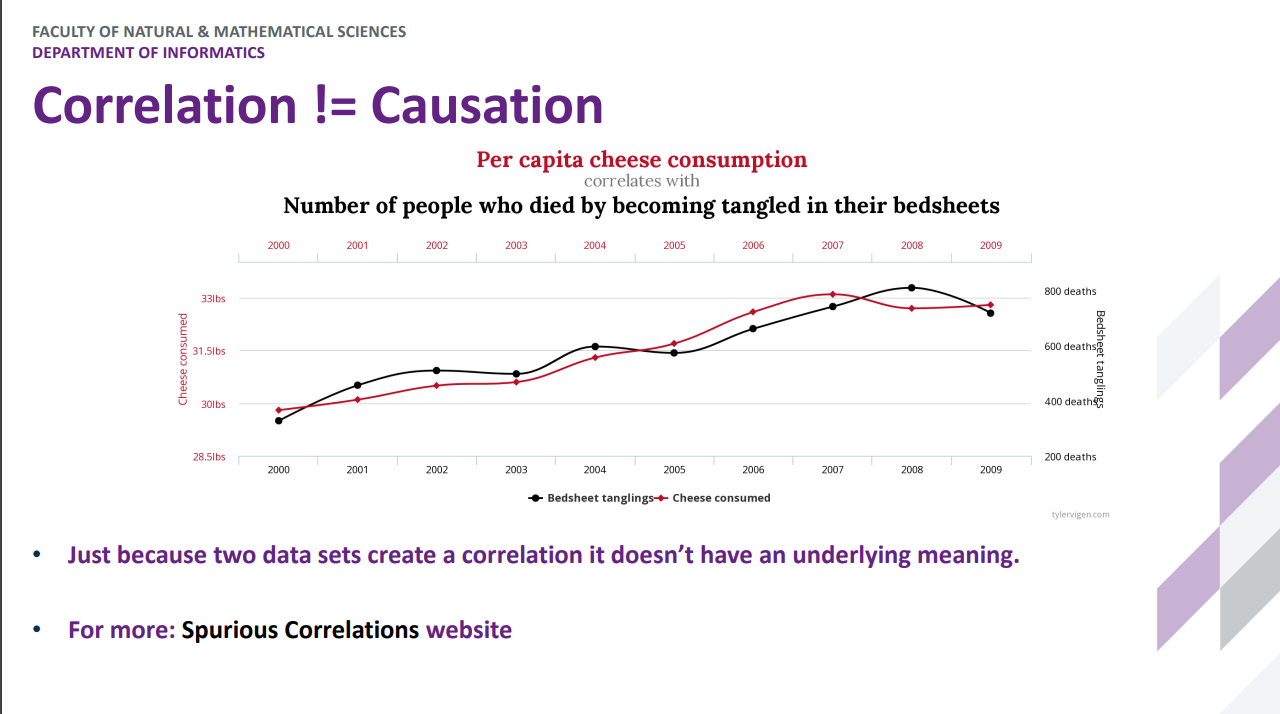 FACULTY OF NATURAL & MATHEMATICAL SCIENCES
DEPARTMENT OF INFORMATICS
Correlation != Causation
Per capita cheese consumption
correlates with
Number of people who died by becoming tangled in their bedsheets
2000 2001 2002 2003 2004 2005 2006 2007 2008 2009
Cheese consumed
33lbs
31.5lbs
30lbs
28.5lbs
800 deaths
600 deaths
400 deaths
200 deaths
Bedsheet tanglings
2000 2001 2002 2003 2004 2005 2006 2007 2008 2009
Bedsheet tanglings Cheese consumed
tylervigen.com
• Just because two data sets create a correlation it doesn’t have an underlying meaning.
• For more: Spurious Correlations website